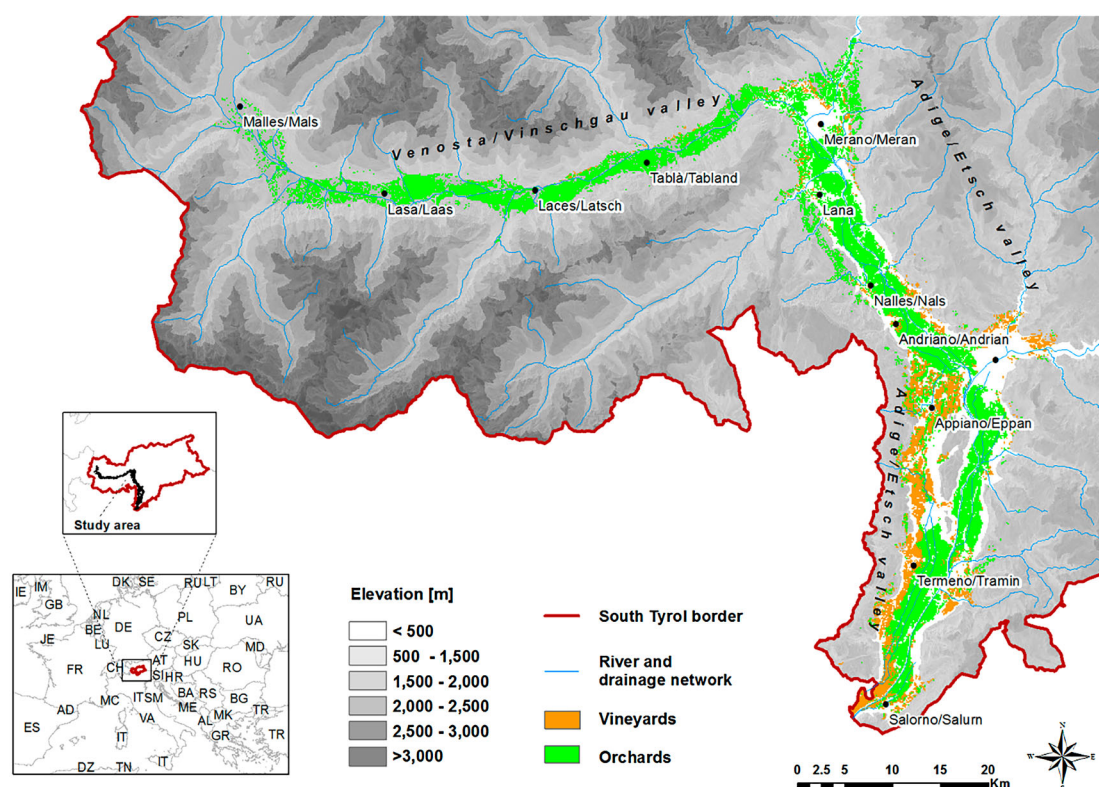 Malles/Mals
Venosta/Vinschgau valley
Adige/Etsch valley
Merano/Meran
Tablà/Tabland
Lasa/Laas
Laces/Latsch
Lana
Nalles/Nals
Andriano/Andrian
Appiano/Eppan
Adige/Etsch valley
Termeno/Tramin
Salorno/Salurn
Study area
IE
IM
GB
DK
SE
RU
LT
RU
BY
NL
PL
JE
BE
DE
UA
LU
CZ
SK
MD
FR
CH
AT
HU
RO
SI
HR
MC
IT
SM
BA
RS
BG
AD
VA
ME
AL
MK
TR
ES
IT
GR
TR
DZ
TN
IT
Elevation [m]
< 500
500 - 1,500
1,500 - 2,000
2,000 - 2,500
2,500 - 3,000
>3,000
South Tyrol border
River and
drainage network
Vineyards
Orchards
N
W
E
S
0 2.5 5 10 15 20
Km